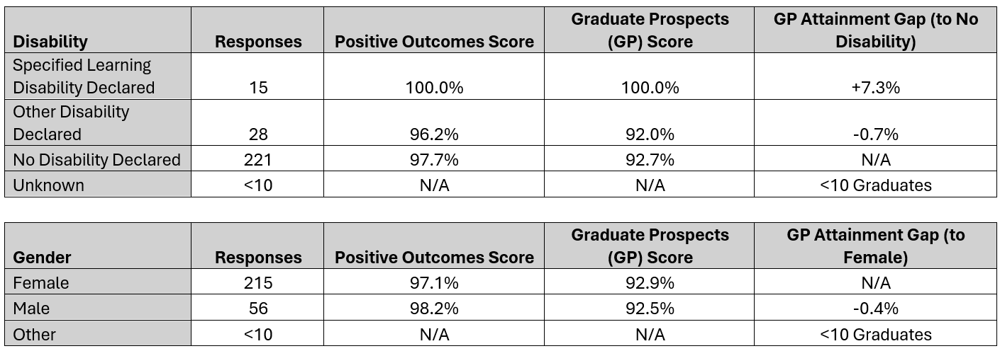 Graduate Prospects GP Attainment Gap (to No
Disability Responses Positive Outcomes Score (GP) Score Disability)
Specified Learning
Disability Declared 15 100.0% 100.0% +7.3%
Other Disability
Declared 28 96.2% 92.0% -0.7%
No Disability Declared 221 97.7% 92.7% N/A
Unknown <10 N/A N/A <10 Graduates
Graduate Prospects GP Attainment Gap (to
Gender Responses Positive Outcomes Score (GP) Score Female)
Female 215 97.1% 92.9% N/A
Male 56 98.2% 92.5% -0.4%
Other <10 N/A N/A <10 Graduates